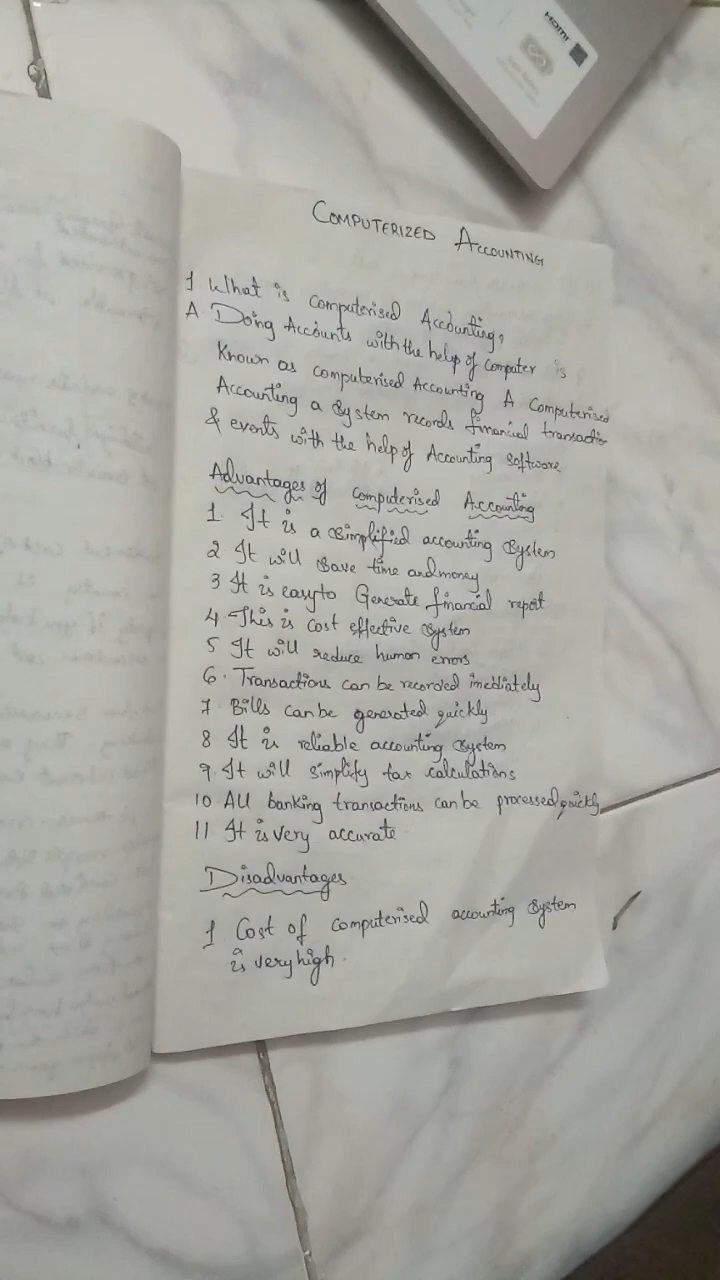 HDMI
COMPUTERIZED ACCOUNTING
1 What is computerised Accounting?
A Doing Accounts with the help of computer is
Known as computerised Accounting A Computerised
Accounting a System records financial transactio
& events with the help of Accounting software
Advantages of computerised Accounting
1. It is a simplified accounting System
2 It will save time and money
3 It is easy to Generate financial report
4 This is cost effective System
5 It will reduce human errors
6. Transactions can be recorded imediately
7 Bills can be generated quickly
8 It is reliable accounting System
9. It will simplify tax calculations
10 All banking transactions can be processed quickly
11 It is very accurate
Disadvantages
1 Cost of computerised accounting System
is very high.